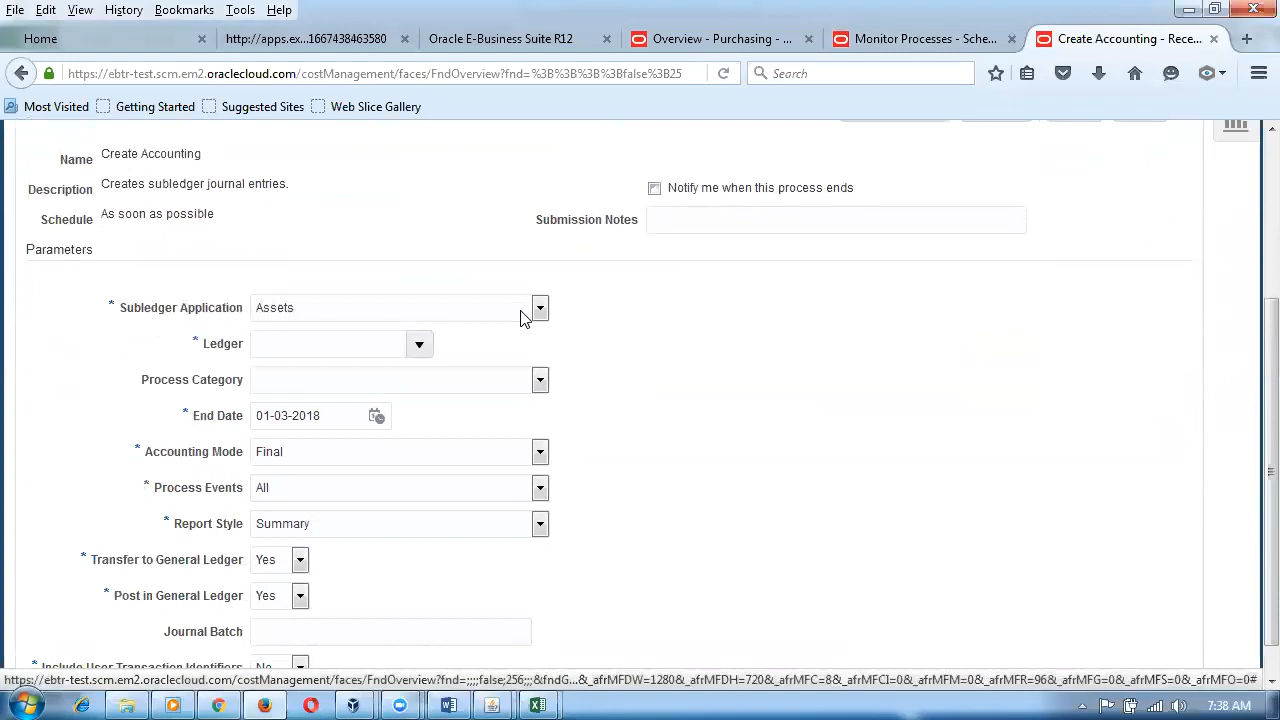 File Edit View History Bookmarks Tools Help
Home
http://apps.ex...1667438463580
Oracle E-Business Suite R12
Overview - Purchasing -...
Monitor Processes - Sche...
Create Accounting - Rece...
https://ebtr-test.scm.em2.oraclecloud.com/costManagement/faces/FndOverview?fnd=%3B%3B%3B%3Bfalse%3B25
Search
Most Visited Getting Started Suggested Sites Web Slice Gallery
Name Create Accounting
Description Creates subledger journal entries.
Notify me when this process ends
Schedule As soon as possible
Submission Notes
Parameters
* Subledger Application Assets
* Ledger
Process Category
* End Date 01-03-2018
* Accounting Mode Final
* Process Events All
* Report Style Summary
* Transfer to General Ledger Yes
* Post in General Ledger Yes
Journal Batch
* Include User Transaction Identifiers No
https://ebtr-test.scm.em2.oraclecloud.com/costManagement/faces/FndOverview?fnd=;;;;false;256;;;&fndG..._afrMFDW=1280&_afrMFDH=720&_afrMFC=8&_afrMFCI=0&_afrMFM=0&_afrMFR=96&_afrMFG=0&_afrMFS=0&_afrMFO=0#
7:38 AM